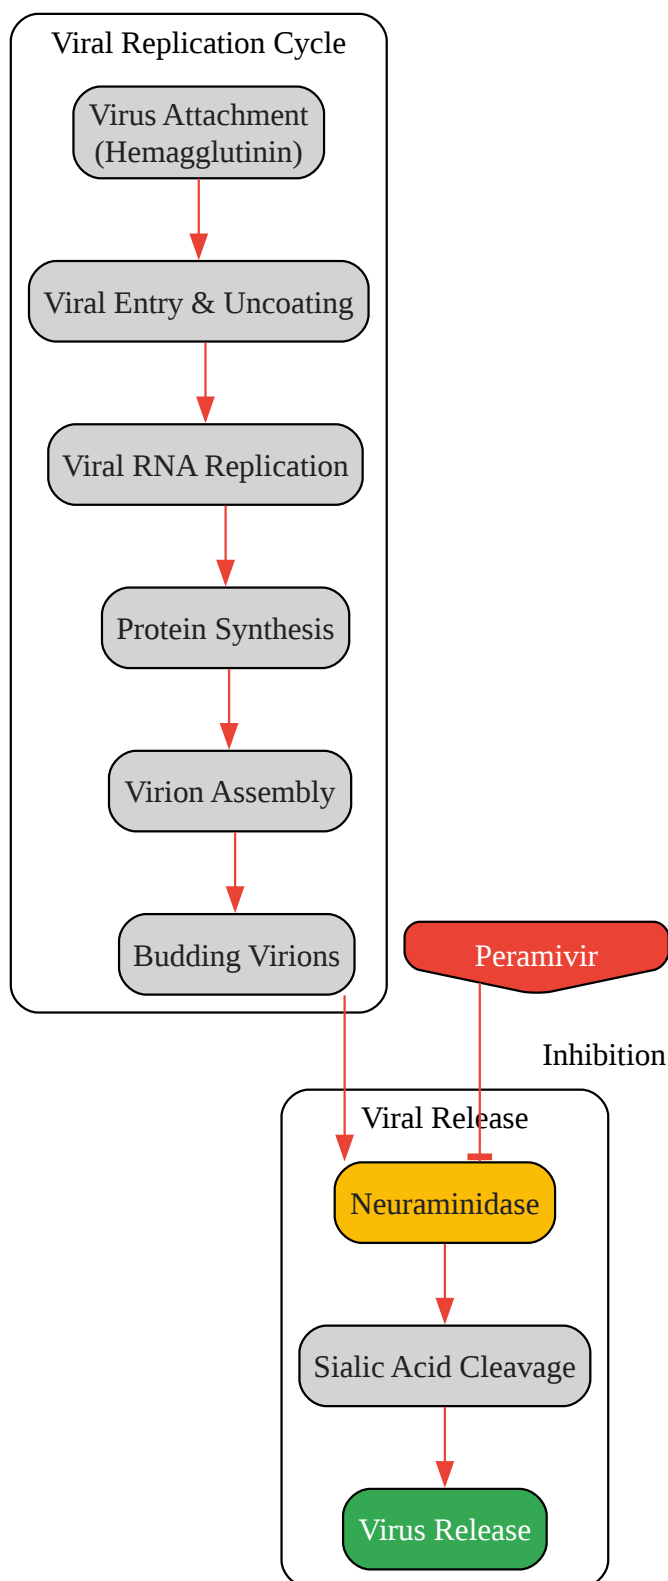 Viral Replication Cycle
Virus Attachment
(Hemagglutinin)
Viral Entry & Uncoating
Viral RNA Replication
Protein Synthesis
Virion Assembly
Budding Virions
Peramivir
Inhibition
Viral Release
Neuraminidase
Sialic Acid Cleavage
Virus Release